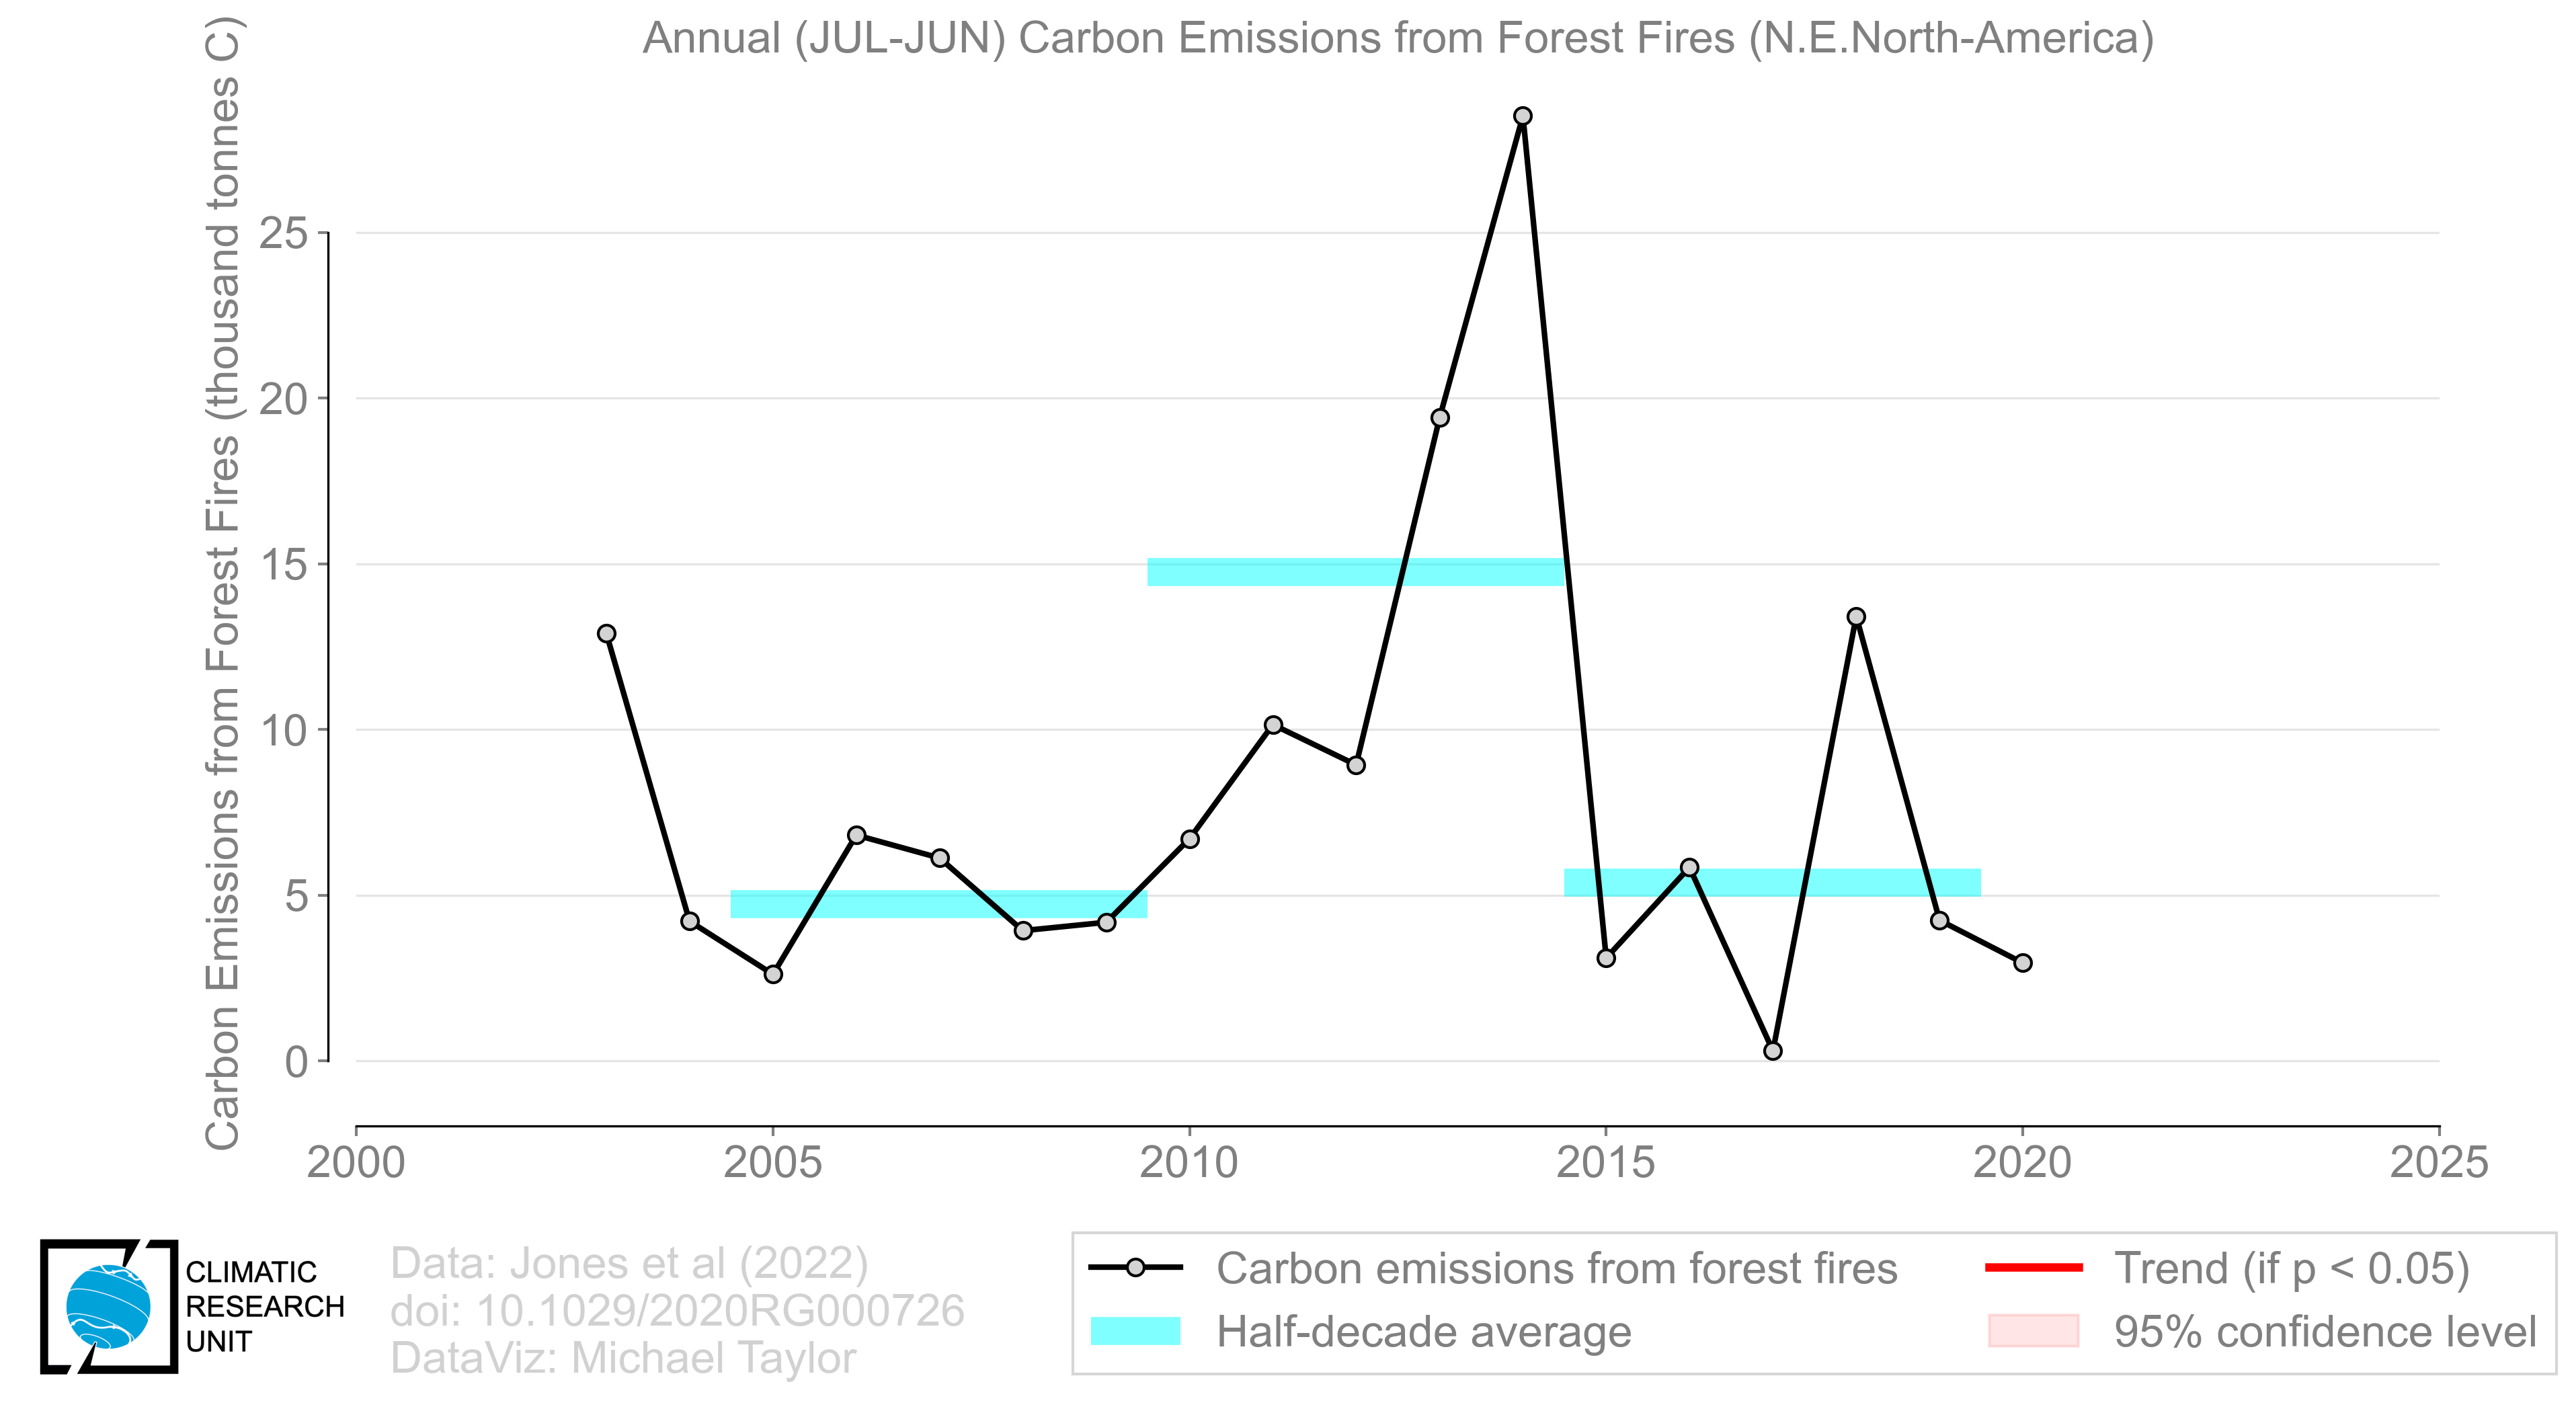 Annual (JUL-JUN) Carbon Emissions from Forest Fires (N.E.North-America)
Carbon Emissions from Forest Fires (thousand tonnes C)
25
20
15
10
5
0
2000 2005 2010 2015 2020 2025
CLIMATIC
RESEARCH
UNIT
Data: Jones et al (2022)
doi: 10.1029/2020RG000726
DataViz: Michael Taylor
Carbon emissions from forest fires
Half-decade average
Trend (if p < 0.05)
95% confidence level